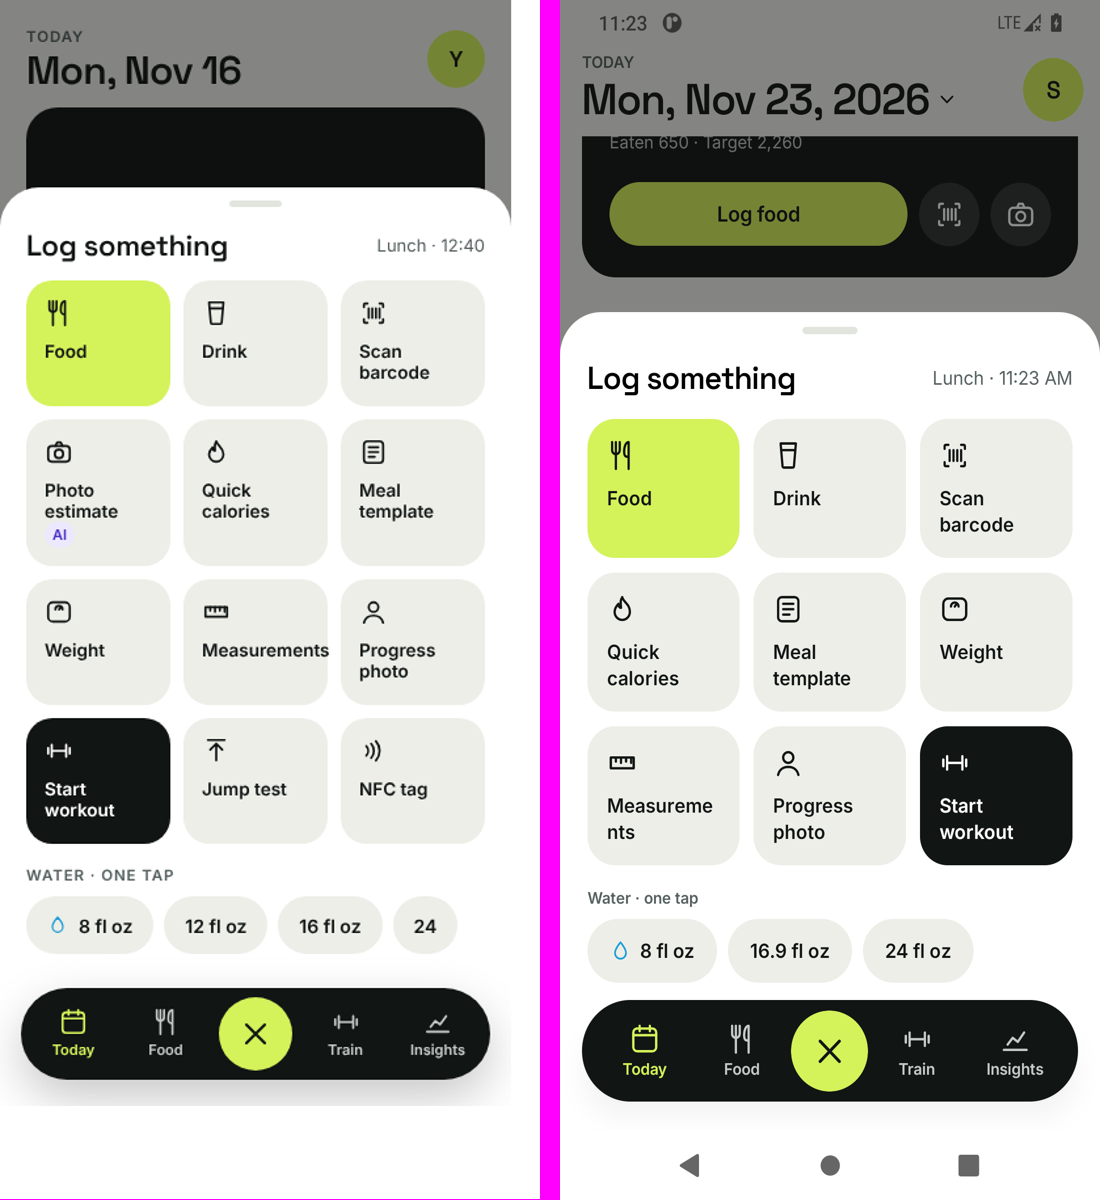 TODAY
Mon, Nov 16
Y
Log something
Lunch · 12:40
Food
Drink
Scan
barcode
Photo
estimate
AI
Quick
calories
Meal
template
Weight
Measurements
Progress
photo
Start
workout
Jump test
NFC tag
WATER · ONE TAP
8 fl oz
12 fl oz
16 fl oz
24
Today
Food
Train
Insights
11:23
LTE
TODAY
Mon, Nov 23, 2026
S
Eaten 650 · Target 2,260
Log food
Log something
Lunch · 11:23 AM
Food
Drink
Scan
barcode
Quick
calories
Meal
template
Weight
Measureme
nts
Progress
photo
Start
workout
Water · one tap
8 fl oz
16.9 fl oz
24 fl oz
Today
Food
Train
Insights